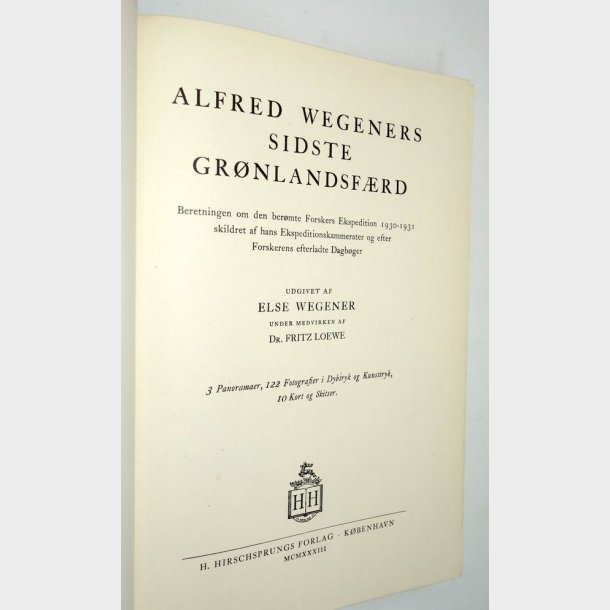 ALFRED WEGENERS
SIDSTE
GRØNLANDSFÆRD
Beretningen om den berømte Forskers Ekspedition 1930-1931
skildret af hans Ekspeditionskammerater og efter
Forskerens efterladte Dagbøger
UDGIVET AF
ELSE WEGENER
UNDER MEDVIRKEN AF
DR. FRITZ LOEWE
3 Panoramaer, 122 Fotografier i Dybtryk og Kunsttryk,
10 Kort og Skitser.
H H
H. HIRSCHSPRUNGS FORLAG · KØBENHAVN
MCMXXXIII